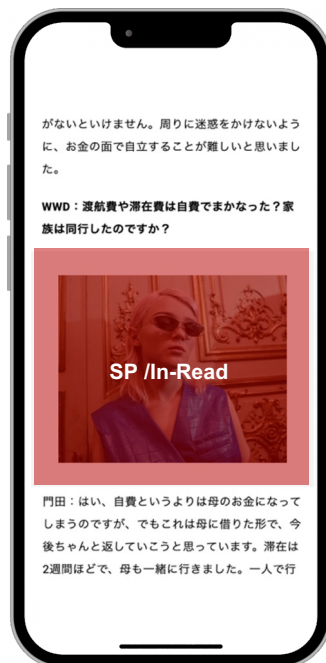 がないといけません。周りに迷惑をかけないよう
に、お金の面で自立することが難しいと思いまし
た。
WWD：渡航費や滞在費は自費でまかなった？家
族は同行したのですか？
SP /In-Read
門田：はい、自費というよりは母のお金になって
しまうのですが、でもこれは母に借りた形で、今
後ちゃんと返していこうと思っています。滞在は
2週間ほどで、母も一緒に行きました。一人で行